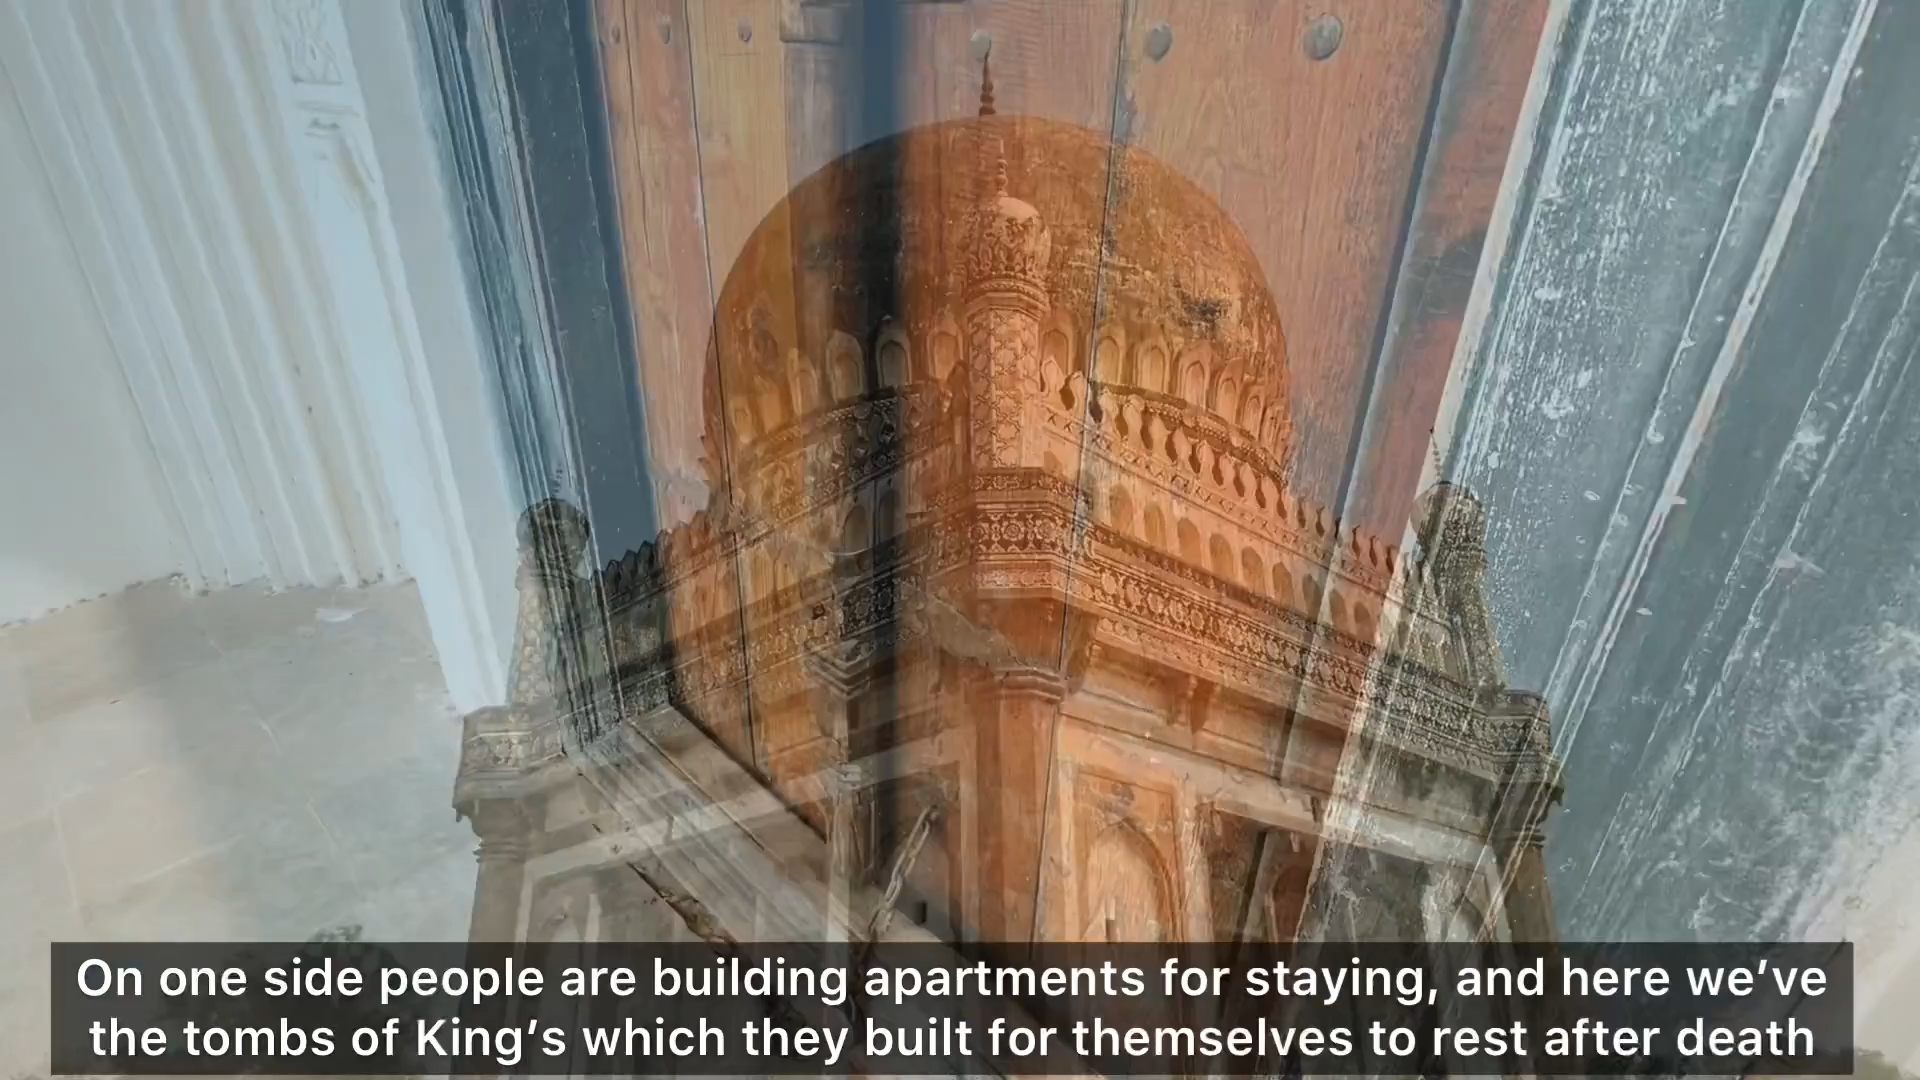 On one side people are building apartments for staying, and here we’ve
the tombs of King’s which they built for themselves to rest after death